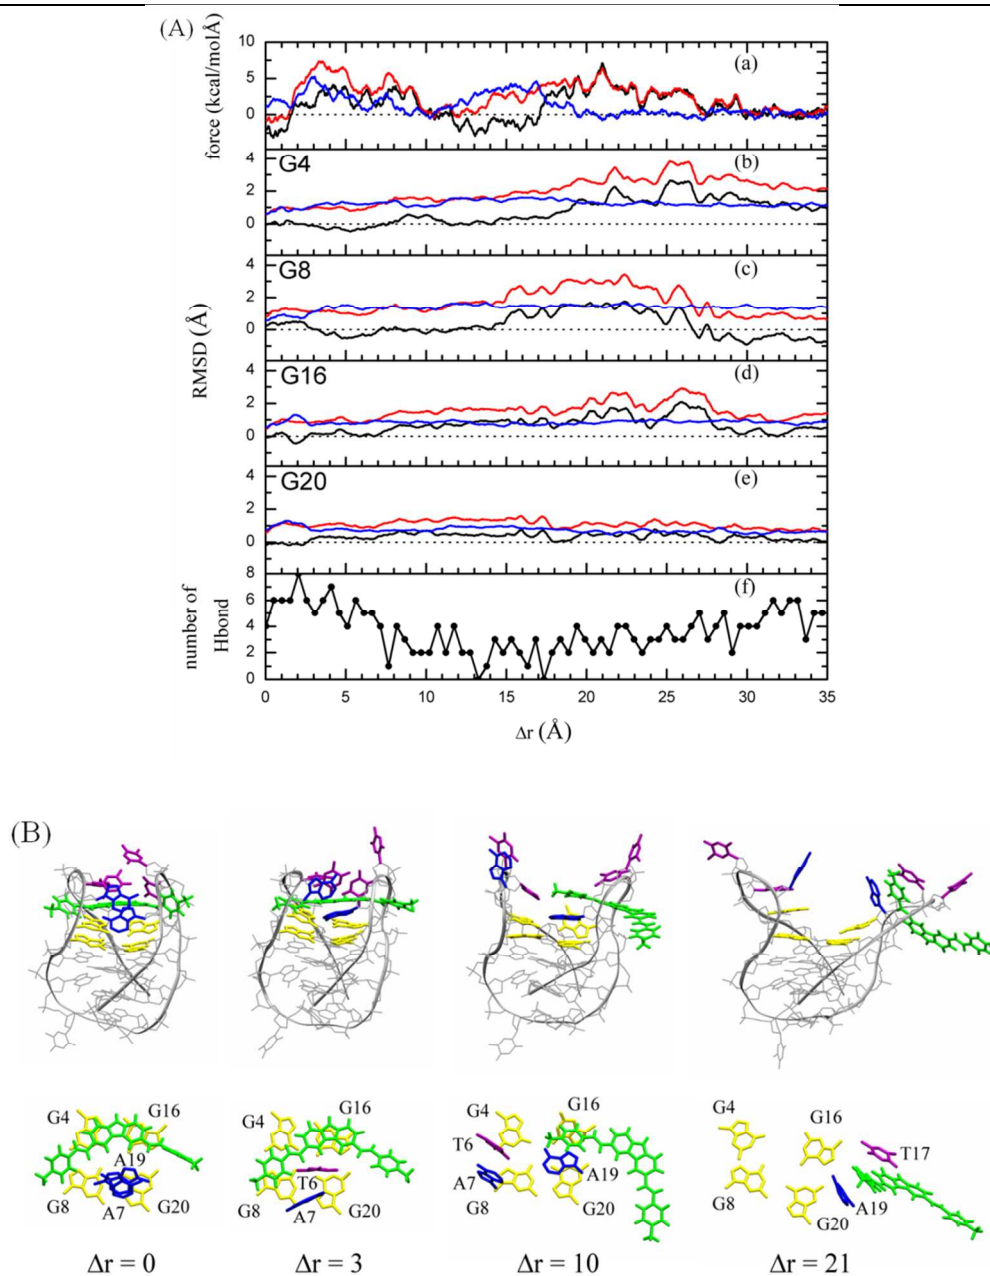 (A)
force (kcal/molÅ)
10
5
0
(a)
G4
4
2
0
(b)
RMSD (Å)
G8
4
2
0
(c)
G16
4
2
0
(d)
G20
4
2
0
(e)
number of
Hbond
8
6
4
2
0
(f)
0 5 10 15 20 25 30 35
Δr (Å)
(B)
G4 G16 A19 G8 A7 G20
G4 G16 T6 G8 A7 G20
G4 G16 T6 A7 A19 G8 G20
G4 G16 T17 G8 A19 G20
Δr = 0 Δr = 3 Δr = 10 Δr = 21